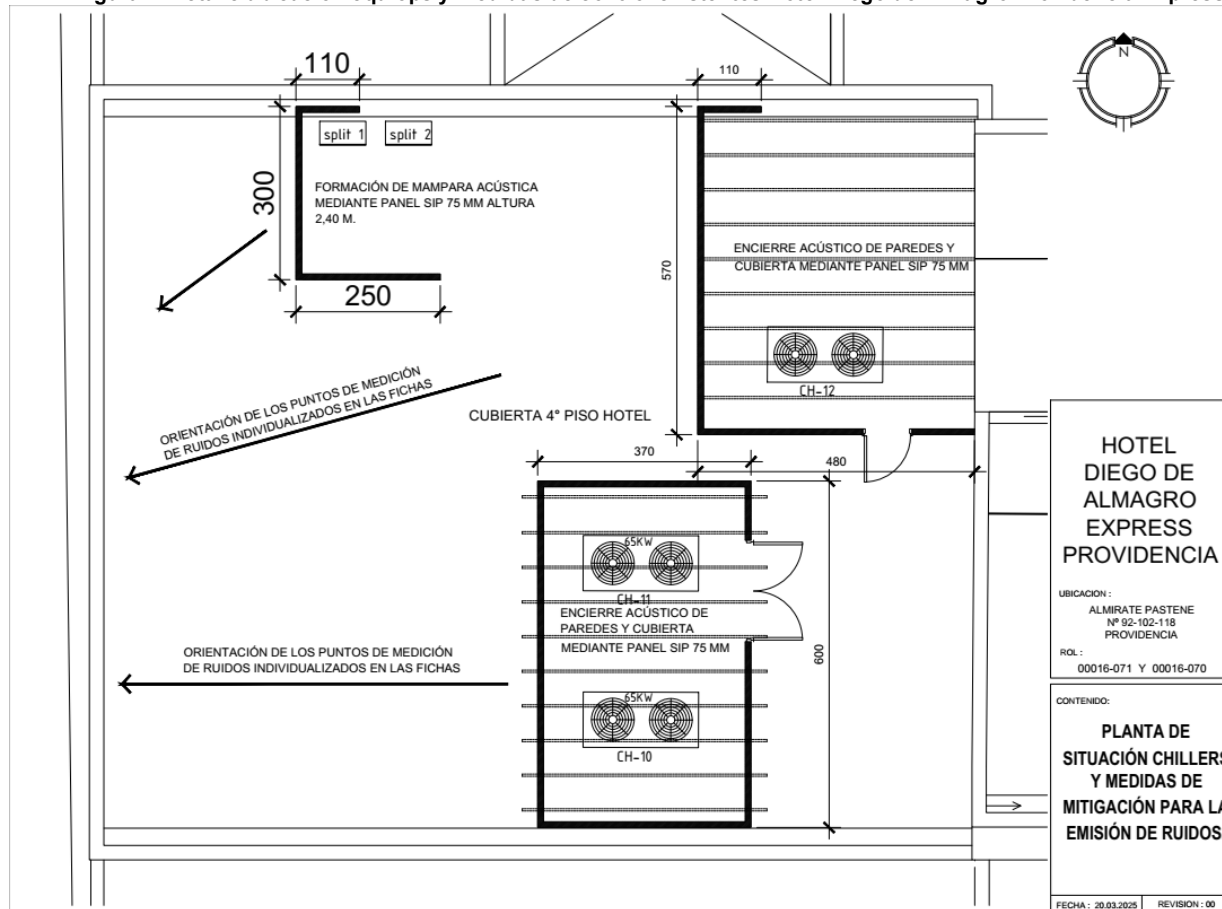 110
110
N
split 1
split 2
300
FORMACIÓN DE MAMPARA ACÚSTICA
MEDIANTE PANEL SIP 75 MM ALTURA
2,40 M.
250
570
ENCIERRE ACÚSTICO DE PAREDES Y
CUBIERTA MEDIANTE PANEL SIP 75 MM
CH-12
ORIENTACIÓN DE LOS PUNTOS DE MEDICIÓN
DE RUIDOS INDIVIDUALIZADOS EN LAS FICHAS
CUBIERTA 4° PISO HOTEL
370
480
65KW
CH-11
ENCIERRE ACÚSTICO DE
PAREDES Y CUBIERTA
MEDIANTE PANEL SIP 75 MM
600
ORIENTACIÓN DE LOS PUNTOS DE MEDICIÓN
DE RUIDOS INDIVIDUALIZADOS EN LAS FICHAS
65KW
CH-10
HOTEL
DIEGO DE
ALMAGRO
EXPRESS
PROVIDENCIA
UBICACION :
ALMIRATE PASTENE
Nº 92-102-118
PROVIDENCIA
ROL :
00016-071 Y 00016-070
CONTENIDO:
PLANTA DE
SITUACIÓN CHILLERS
Y MEDIDAS DE
MITIGACIÓN PARA LA
EMISIÓN DE RUIDOS
FECHA : 20.03.2025
REVISION : 00